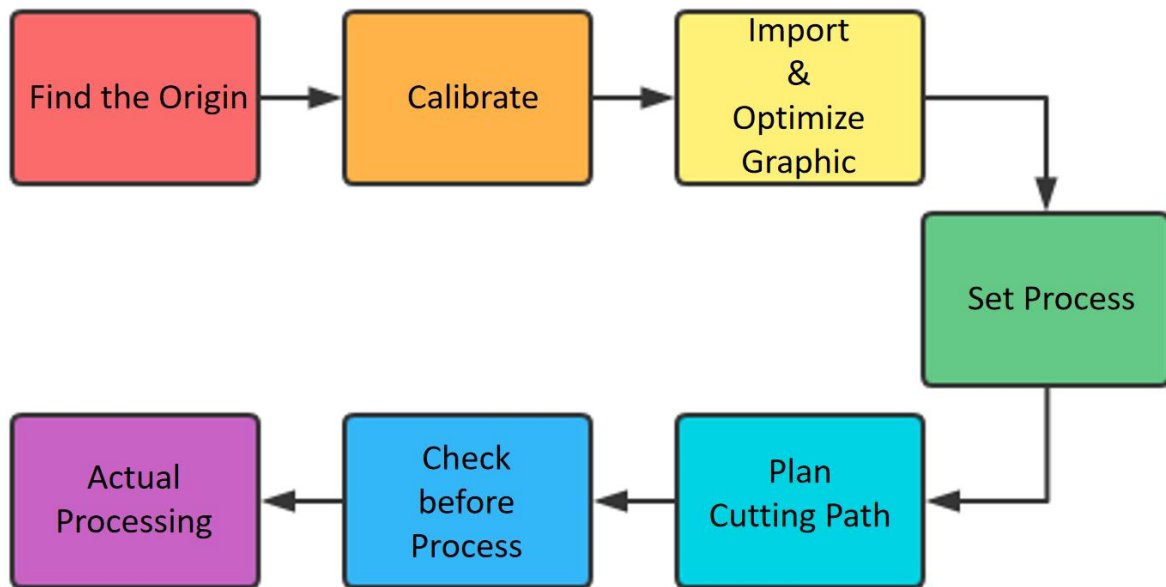 Find the Origin
Calibrate
Import
&
Optimize
Graphic
Set Process
Plan
Cutting Path
Check
before
Process
Actual
Processing